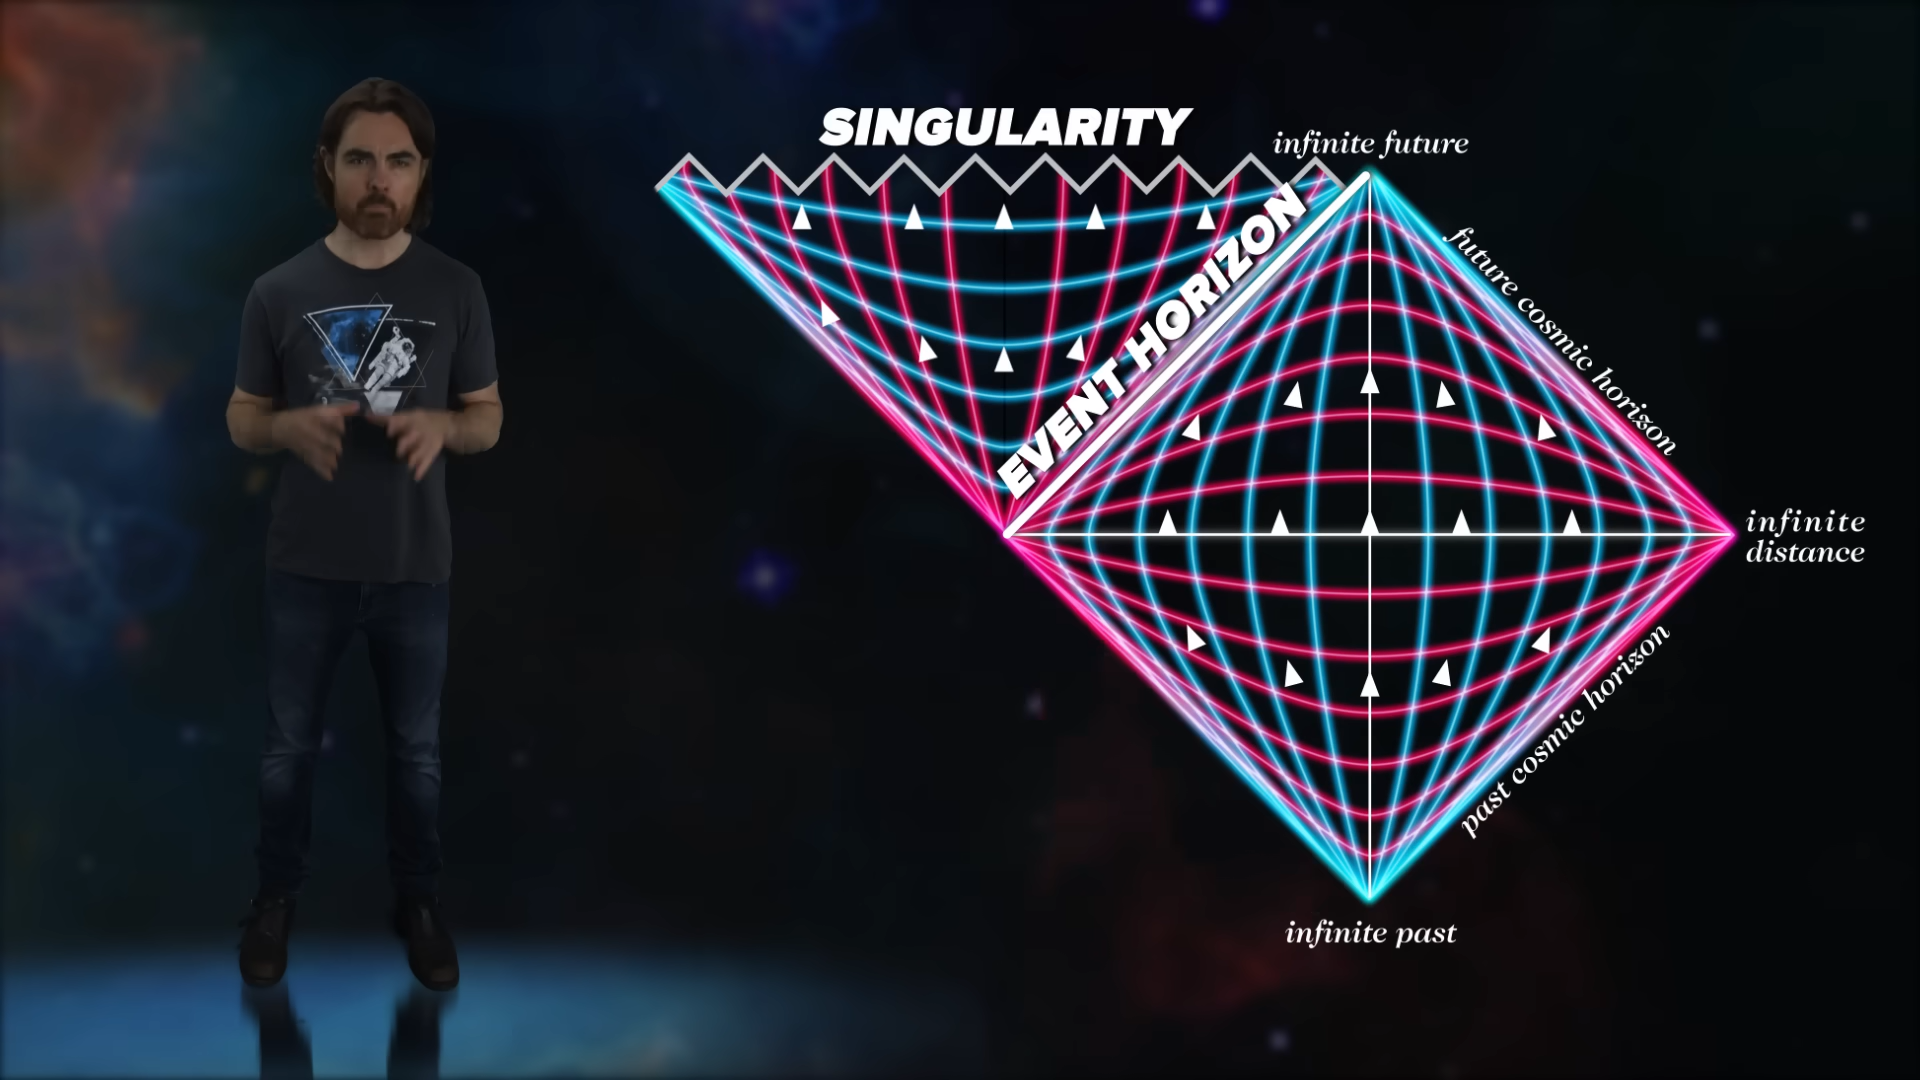 SINGULARITY
infinite future
EVENT HORIZON
future cosmic horizon
infinite
distance
past cosmic horizon
infinite past